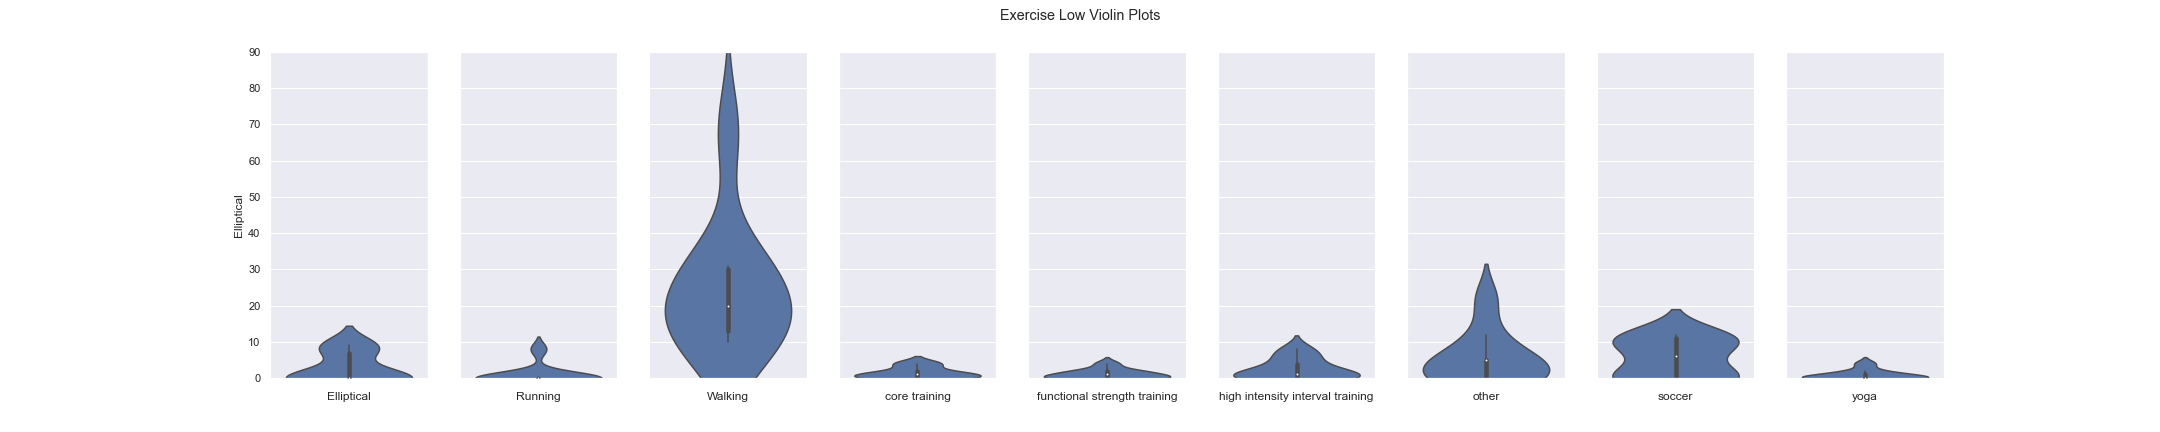 Exercise Low Violin Plots
Elliptical
90
80
70
60
50
40
30
20
10
0
Elliptical
Running
Walking
core training
functional strength training
high intensity interval training
other
soccer
yoga